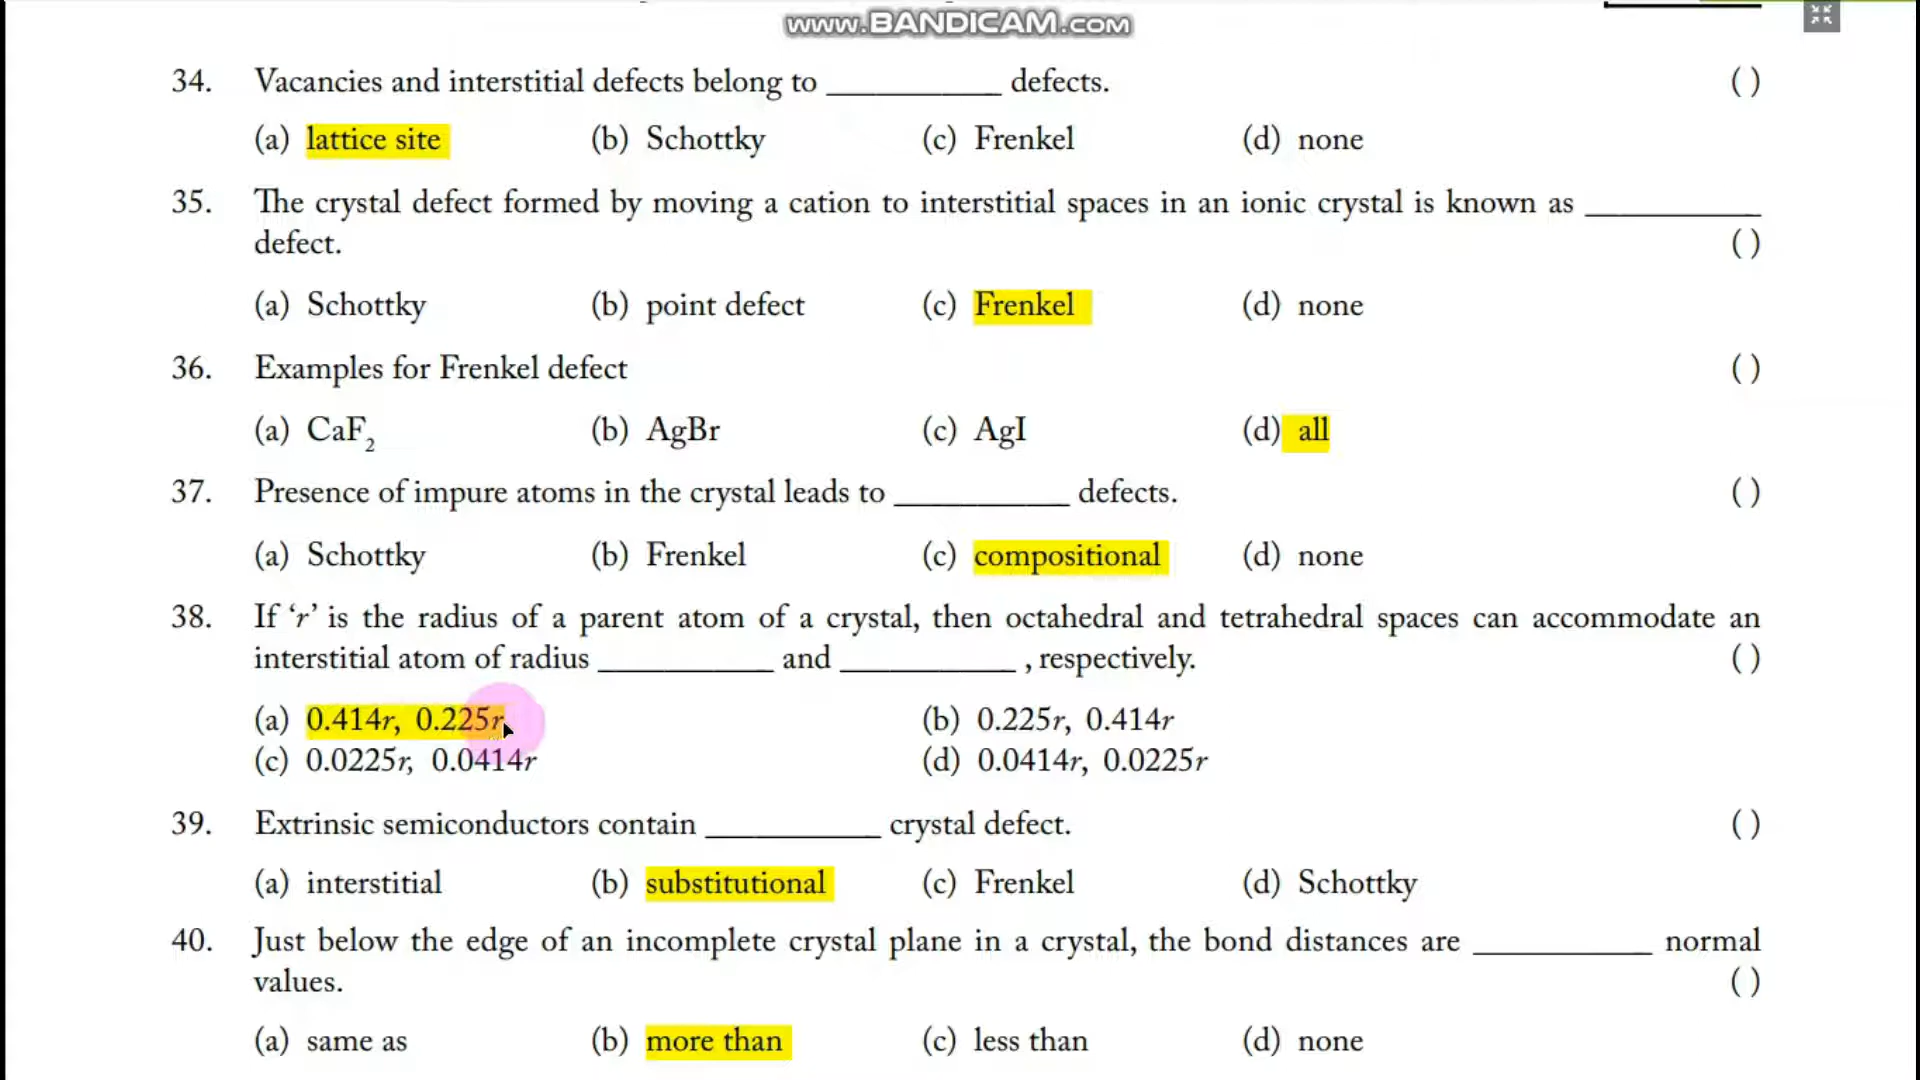 www.BANDICAM.com
34. Vacancies and interstitial defects belong to __________ defects. ( )
(a) lattice site (b) Schottky (c) Frenkel (d) none
35. The crystal defect formed by moving a cation to interstitial spaces in an ionic crystal is known as __________
defect. ( )
(a) Schottky (b) point defect (c) Frenkel (d) none
36. Examples for Frenkel defect ( )
(a) CaF₂ (b) AgBr (c) AgI (d) all
37. Presence of impure atoms in the crystal leads to __________ defects. ( )
(a) Schottky (b) Frenkel (c) compositional (d) none
38. If ‘r’ is the radius of a parent atom of a crystal, then octahedral and tetrahedral spaces can accommodate an
interstitial atom of radius __________ and __________ , respectively. ( )
(a) 0.414r, 0.225r (b) 0.225r, 0.414r
(c) 0.0225r, 0.0414r (d) 0.0414r, 0.0225r
39. Extrinsic semiconductors contain __________ crystal defect. ( )
(a) interstitial (b) substitutional (c) Frenkel (d) Schottky
40. Just below the edge of an incomplete crystal plane in a crystal, the bond distances are __________ normal
values. ( )
(a) same as (b) more than (c) less than (d) none